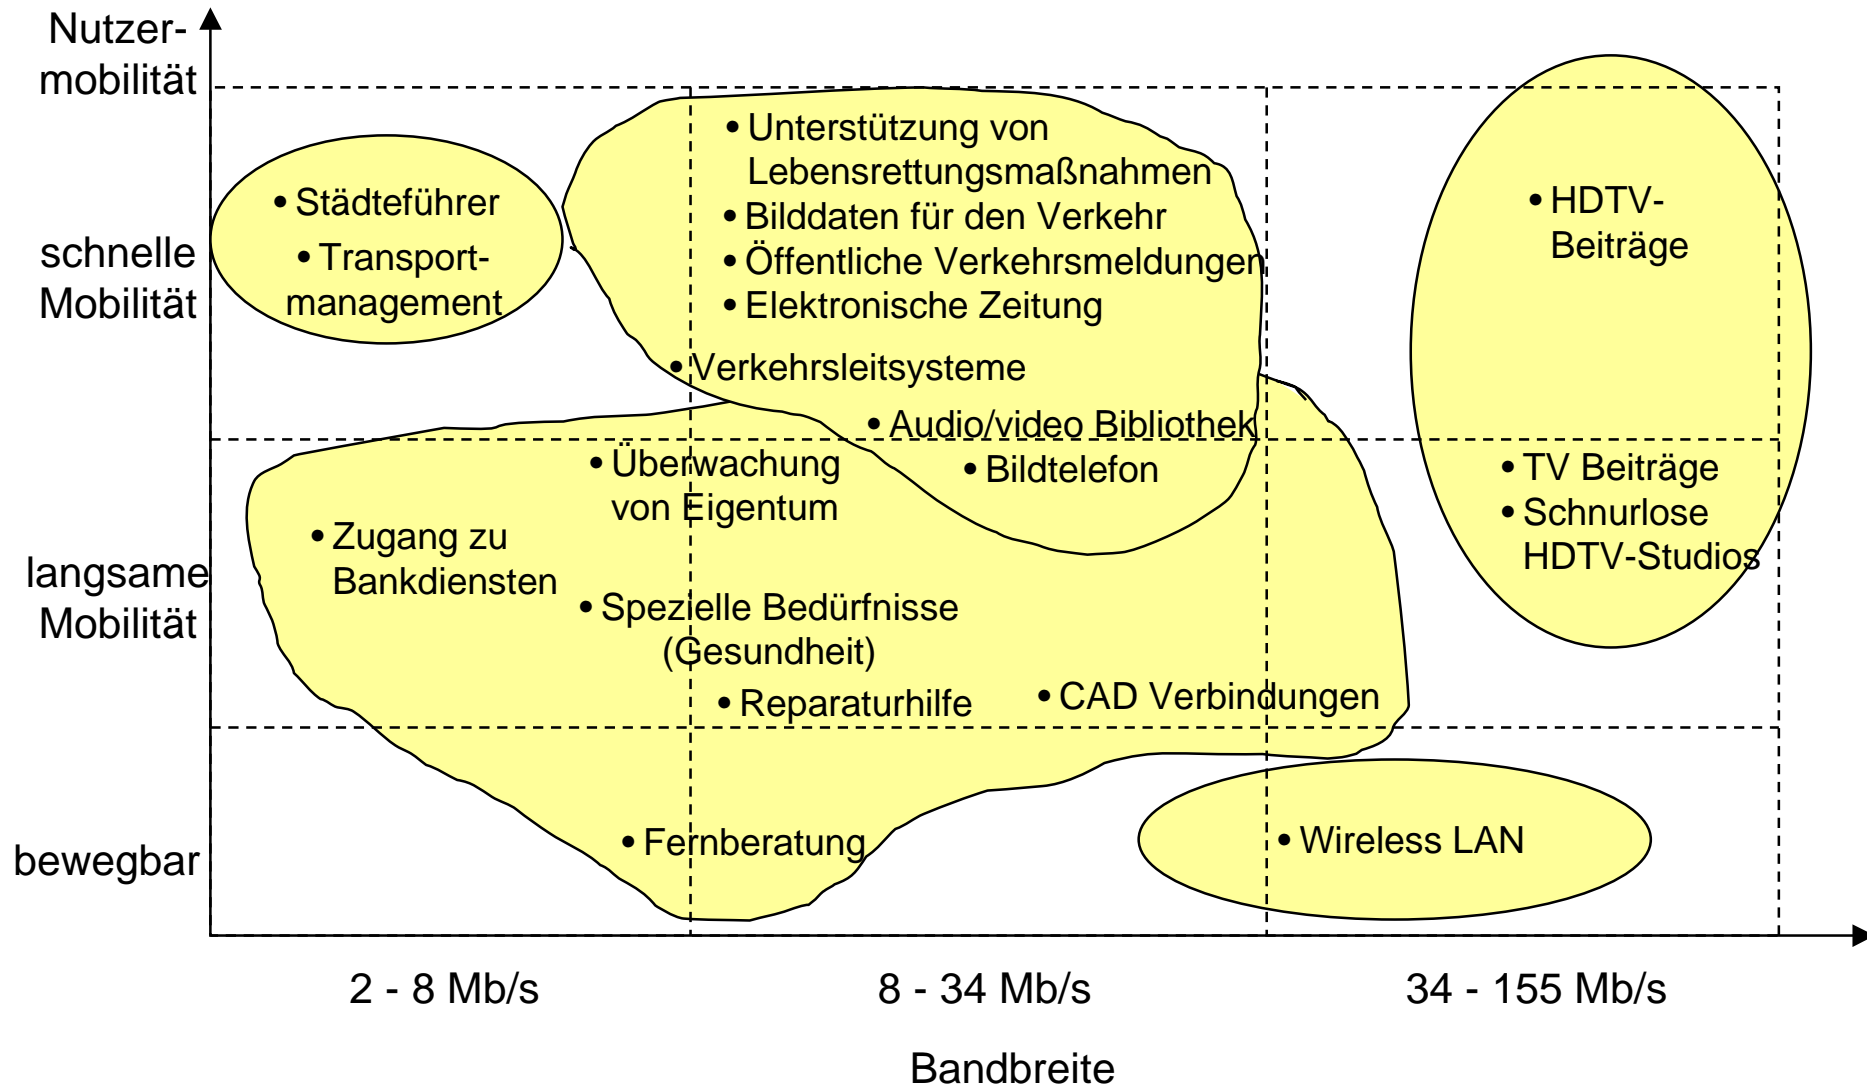 Nutzer-
mobilität
• Unterstützung von
Lebensrettungsmaßnahmen
• Bilddaten für den Verkehr
• Öffentliche Verkehrsmeldungen
• Elektronische Zeitung
• Verkehrsleitsysteme
• Audio/video Bibliothek
• Bildtelefon
• Städteführer
• Transport-
management
• HDTV-
Beiträge
schnelle
Mobilität
• TV Beiträge
• Schnurlose
HDTV-Studios
• Überwachung
von Eigentum
• Zugang zu
Bankdiensten
langsame
Mobilität
• Spezielle Bedürfnisse
(Gesundheit)
• Reparaturhilfe
• CAD Verbindungen
bewegbar
• Fernberatung
• Wireless LAN
2 - 8 Mb/s
8 - 34 Mb/s
34 - 155 Mb/s
Bandbreite